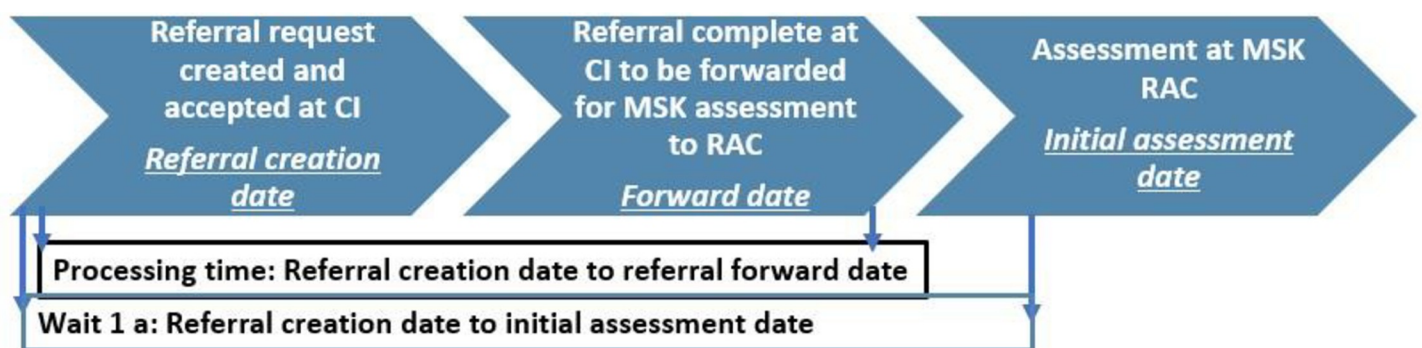 Referral request
created and
accepted at CI
Referral creation
date
Referral complete at
CI to be forwarded
for MSK assessment
to RAC
Forward date
Assessment at MSK
RAC
Initial assessment
date
Processing time: Referral creation date to referral forward date
Wait 1 a: Referral creation date to initial assessment date